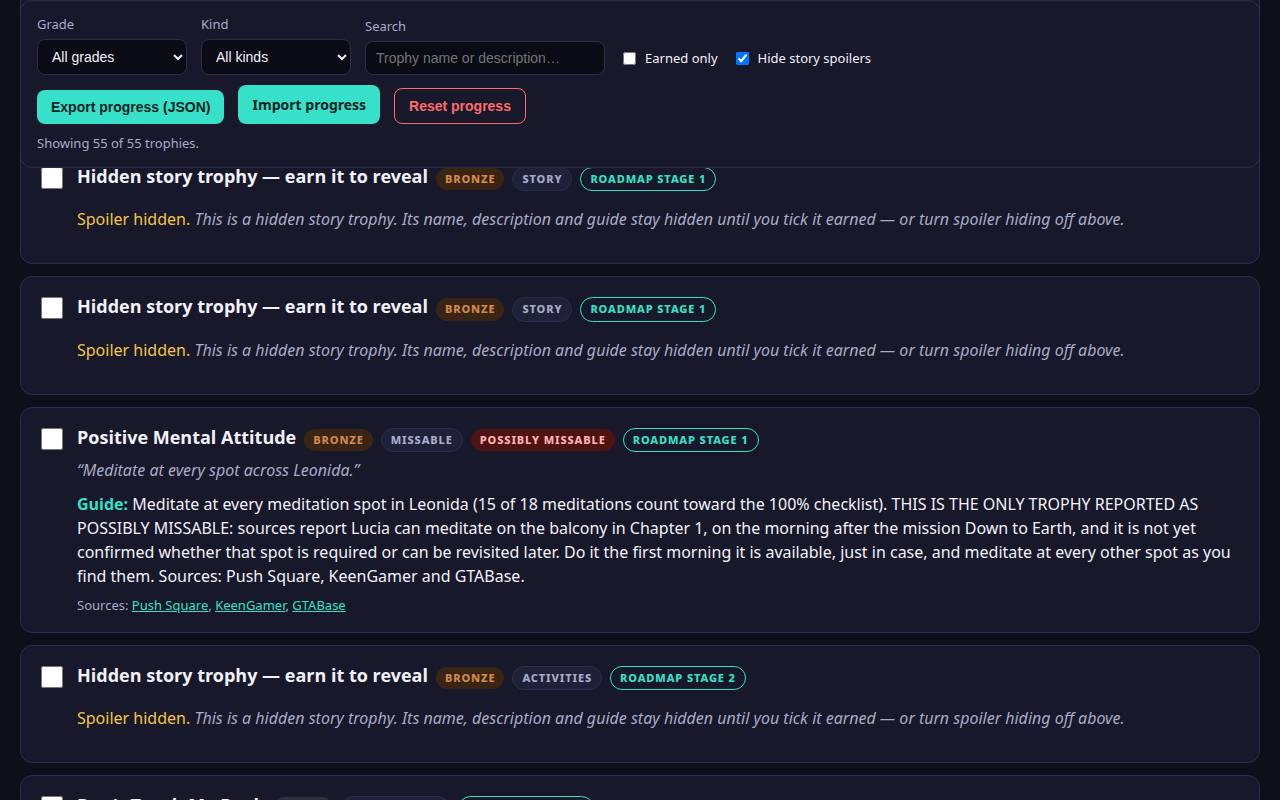 Grade
Kind
Search
All grades
All kinds
Trophy name or description…
Earned only
Hide story spoilers
Export progress (JSON)
Import progress
Reset progress
Showing 55 of 55 trophies.
Hidden story trophy — earn it to reveal BRONZE STORY ROADMAP STAGE 1
Spoiler hidden. This is a hidden story trophy. Its name, description and guide stay hidden until you tick it earned — or turn spoiler hiding off above.
Hidden story trophy — earn it to reveal BRONZE STORY ROADMAP STAGE 1
Spoiler hidden. This is a hidden story trophy. Its name, description and guide stay hidden until you tick it earned — or turn spoiler hiding off above.
Positive Mental Attitude BRONZE MISSABLE POSSIBLY MISSABLE ROADMAP STAGE 1
“Meditate at every spot across Leonida.”
Guide: Meditate at every meditation spot in Leonida (15 of 18 meditations count toward the 100% checklist). THIS IS THE ONLY TROPHY REPORTED AS
POSSIBLY MISSABLE: sources report Lucia can meditate on the balcony in Chapter 1, on the morning after the mission Down to Earth, and it is not yet
confirmed whether that spot is required or can be revisited later. Do it the first morning it is available, just in case, and meditate at every other spot as you
find them. Sources: Push Square, KeenGamer and GTABase.
Sources: Push Square, KeenGamer, GTABase
Hidden story trophy — earn it to reveal BRONZE ACTIVITIES ROADMAP STAGE 2
Spoiler hidden. This is a hidden story trophy. Its name, description and guide stay hidden until you tick it earned — or turn spoiler hiding off above.